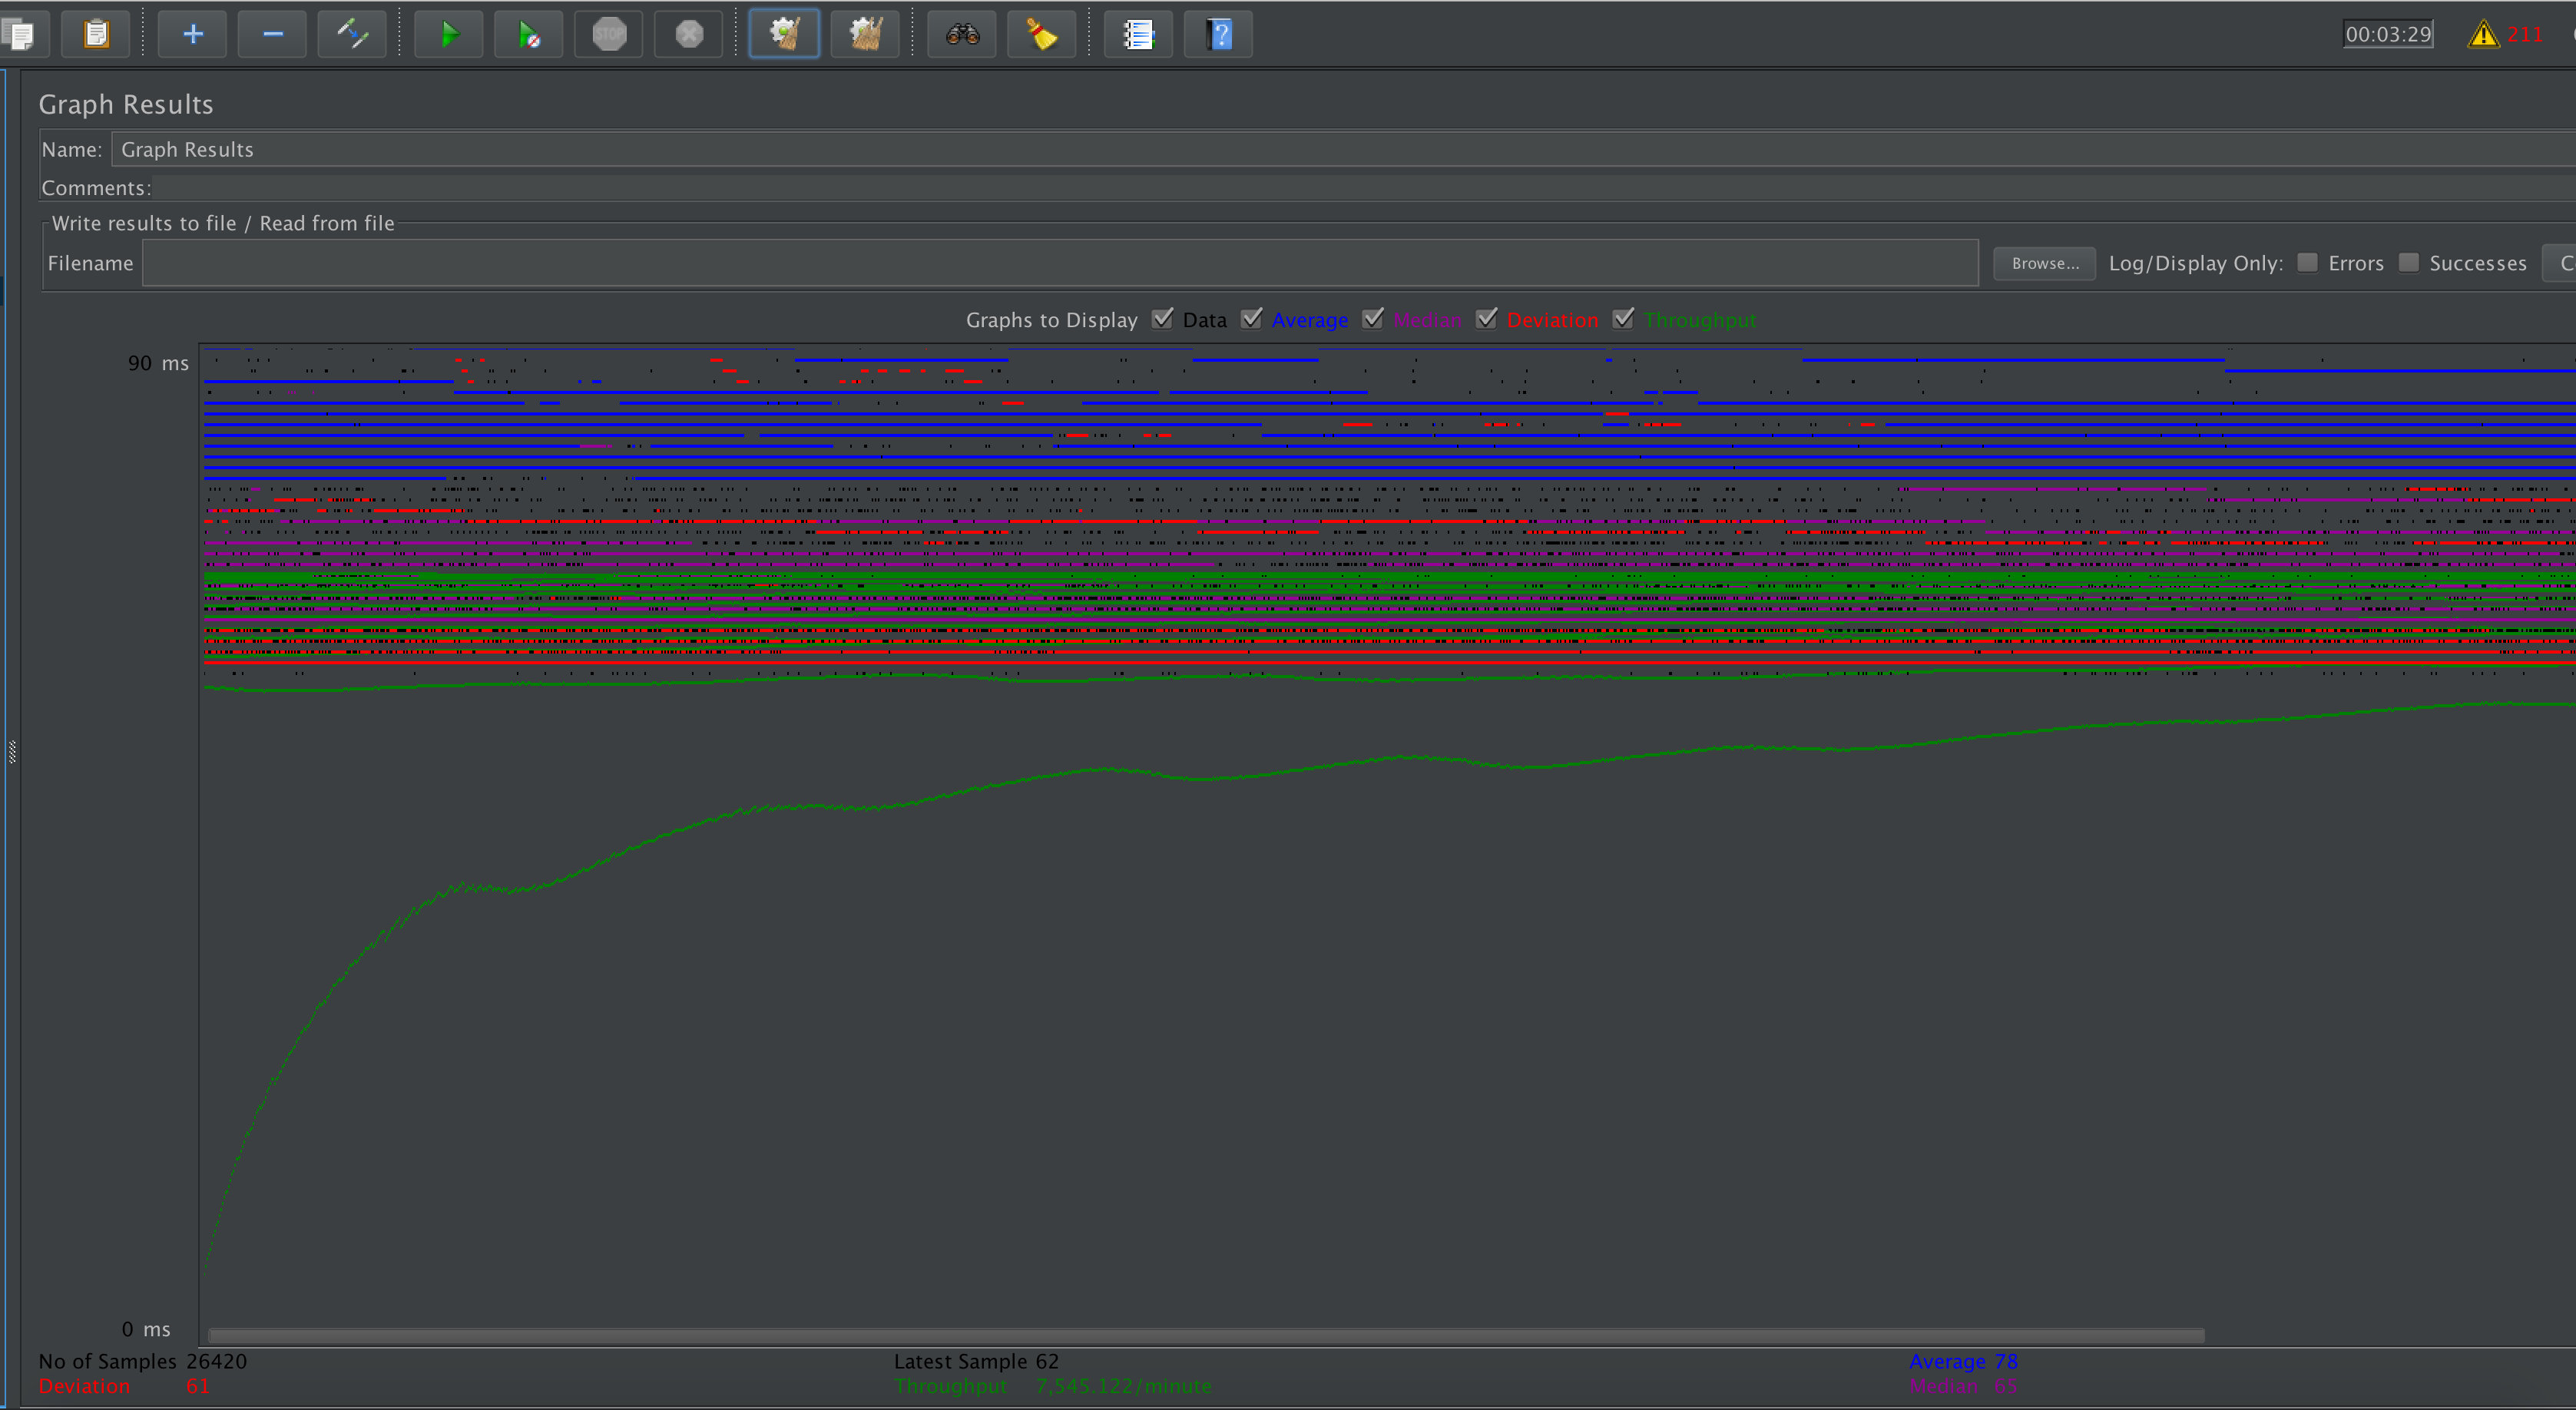 STOP
?
00:03:29 211
Graph Results
Name: Graph Results
Comments:
Write results to file / Read from file
Filename Browse... Log/Display Only: Errors Successes
Graphs to Display Data Average Median Deviation Throughput
90 ms
0 ms
No of Samples 26420 Latest Sample 62 Average 78
Deviation 61 Throughput 7,545.122/minute Median 65